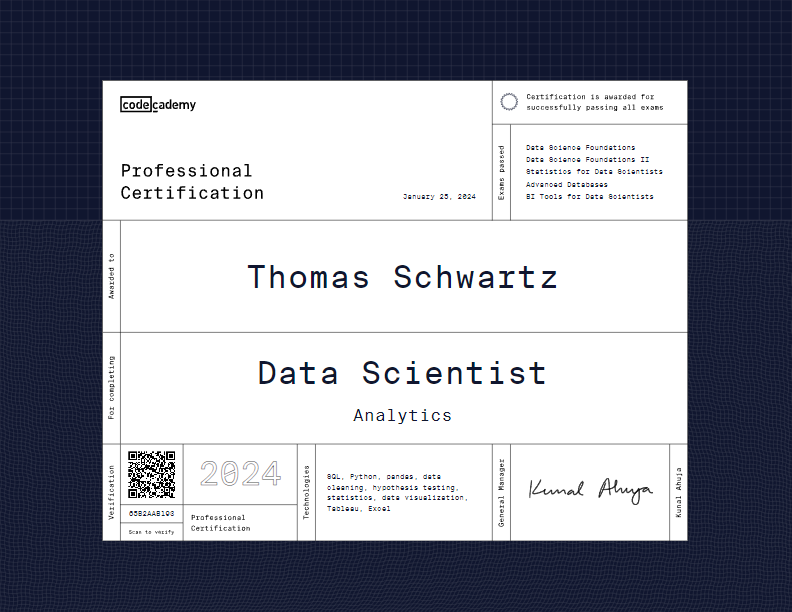 codecademy
Certification is awarded for
successfully passing all exams
Professional
Certification
January 25, 2024
Exams passed
Data Science Foundations
Data Science Foundations II
Statistics for Data Scientists
Advanced Databases
BI Tools for Data Scientists
Awarded to
Thomas Schwartz
For completing
Data Scientist
Analytics
Verification
65B2AAB193
Scan to verify
2024
Professional
Certification
Technologies
SQL, Python, pandas, data
cleaning, hypothesis testing,
statistics, data visualization,
Tableau, Excel
General Manager
Kunal Ahuja
Kunal Ahuja